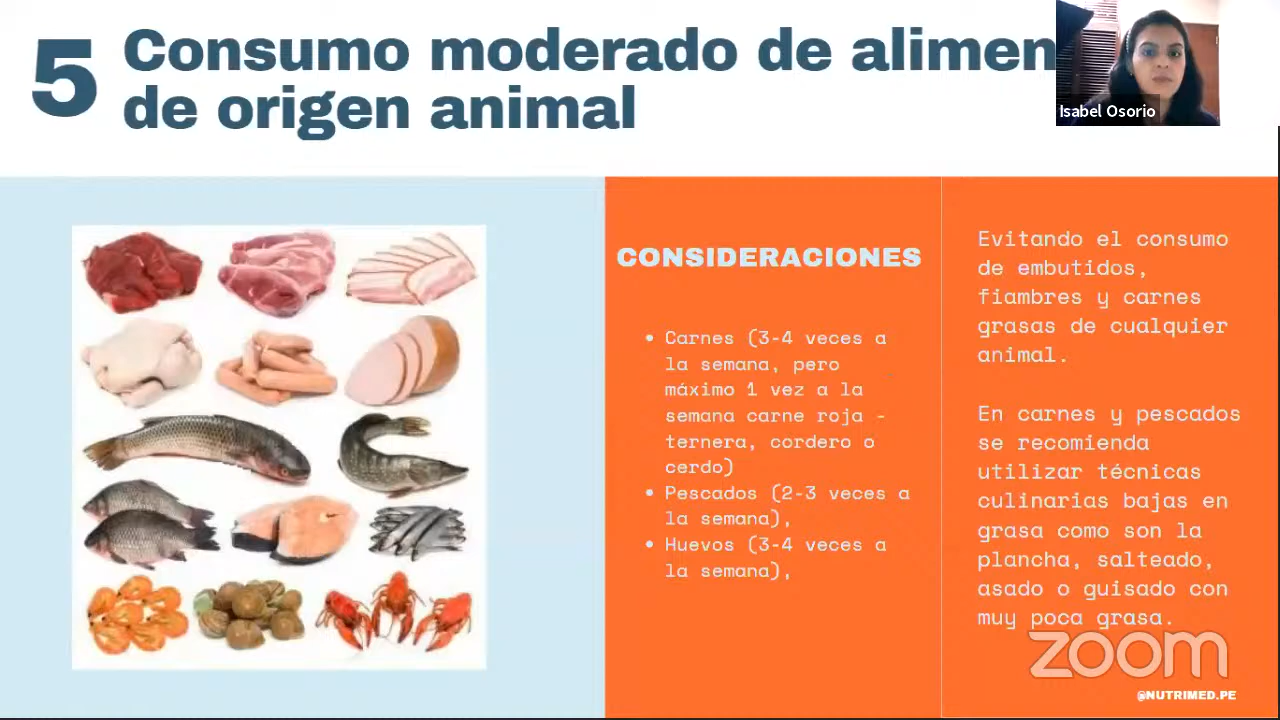 5
Consumo moderado de alimen
de origen animal
Isabel Osorio
CONSIDERACIONES
• Carnes (3-4 veces a
la semana, pero
máximo 1 vez a la
semana carne roja -
ternera, cordero o
cerdo)
• Pescados (2-3 veces a
la semana),
• Huevos (3-4 veces a
la semana),
Evitando el consumo
de embutidos,
fiambres y carnes
grasas de cualquier
animal.
En carnes y pescados
se recomienda
utilizar técnicas
culinarias bajas en
grasa como son la
plancha, salteado,
asado o guisado con
muy poca grasa.
zoom
@NUTRIMED.PE